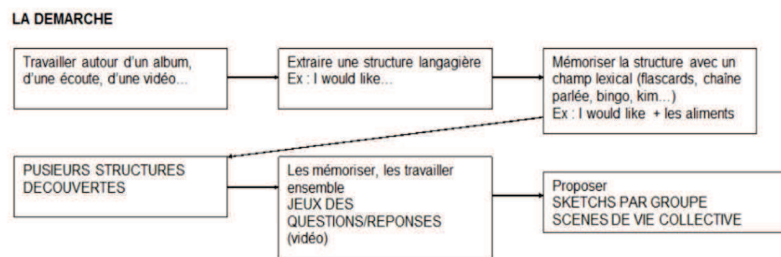 LA DEMARCHE
Travailler autour d'un album,
d'une écoute, d'une vidéo…
Extraire une structure langagière
Ex : I would like…
Mémoriser la structure avec un
champ lexical (flascards, chaîne
parlée, bingo, kim…)
Ex : I would like + les aliments
PUSIEURS STRUCTURES
DECOUVERTES
Les mémoriser, les travailler
ensemble
JEUX DES
QUESTIONS/REPONSES
(vidéo)
Proposer
SKETCHS PAR GROUPE
SCENES DE VIE COLLECTIVE